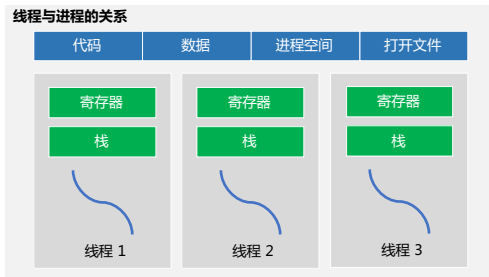 线程与进程的关系
代码 数据 进程空间 打开文件
寄存器 寄存器 寄存器
栈 栈 栈
线程 1 线程 2 线程 3